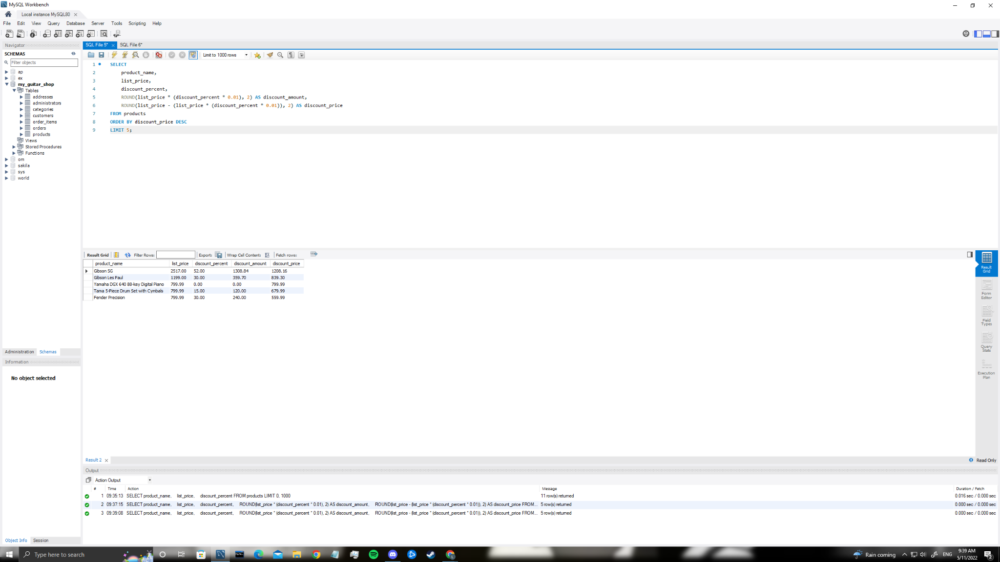 MySQL Workbench
Local instance MySQL80
File Edit View Query Database Server Tools Scripting Help
Navigator
SCHEMAS
Filter objects
ap
ex
my_guitar_shop
Tables
addresses
administrators
categories
customers
order_items
orders
products
Views
Stored Procedures
Functions
om
sakila
sys
world
Administration Schemas
Information
No object selected
Object Info Session
SQL File 5* SQL File 6*
Limit to 1000 rows
1 SELECT
2 product_name,
3 list_price,
4 discount_percent,
5 ROUND(list_price * (discount_percent * 0.01), 2) AS discount_amount,
6 ROUND(list_price - (list_price * (discount_percent * 0.01)), 2) AS discount_price
7 FROM products
8 ORDER BY discount_price DESC
9 LIMIT 5;
Result Grid Filter Rows: Export: Wrap Cell Content: Fetch rows:
product_name list_price discount_percent discount_amount discount_price
Gibson SG 2517.00 52.00 1308.84 1208.16
Gibson Les Paul 1199.00 30.00 359.70 839.30
Yamaha DGX 640 88-key Digital Piano 799.99 0.00 0.00 799.99
Tama 5-Piece Drum Set with Cymbals 799.99 15.00 120.00 679.99
Fender Precision 799.99 30.00 240.00 559.99
Result
Grid
Form
Editor
Field
Types
Query
Stats
Execution
Plan
Result 2
Read Only
Output
Action Output
# Time Action Message Duration / Fetch
1 09:35:13 SELECT product_name, list_price, discount_percent FROM products LIMIT 0, 1000 11 row(s) returned 0.016 sec / 0.000 sec
2 09:37:15 SELECT product_name, list_price, discount_percent, ROUND(list_price * (discount_percent * 0.01), 2) AS discount_amount, ROUND(list_price - (list_price * (discount_percent * 0.01)), 2) AS discount_price FROM... 5 row(s) returned 0.000 sec / 0.000 sec
3 09:39:08 SELECT product_name, list_price, discount_percent, ROUND(list_price * (discount_percent * 0.01), 2) AS discount_amount, ROUND(list_price - (list_price * (discount_percent * 0.01)), 2) AS discount_price FROM... 5 row(s) returned 0.000 sec / 0.000 sec
Type here to search
Rain coming
ENG
9:39 AM
5/11/2022
2